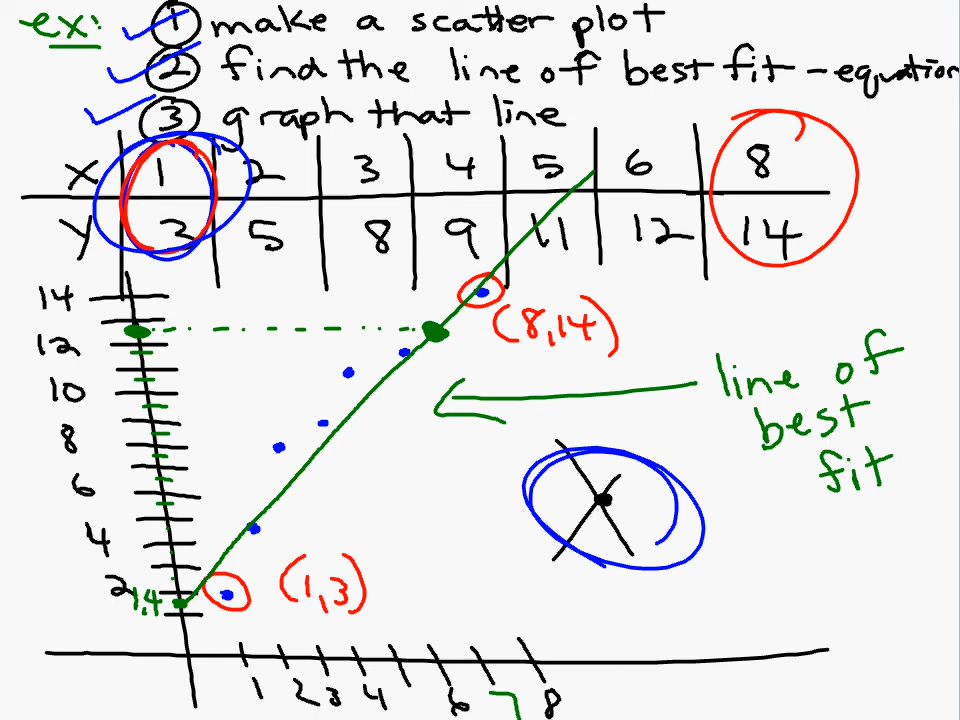 ex: 1 make a scatter plot
2 find the line of best fit - equation
3 graph that line
X 1 2 3 4 5 6 8
Y 3 5 8 9 11 12 14
14
(8,14)
12
line of
best
fit
10
8
6
4
2
1.4
(1,3)
1 2 3 4 6 7 8